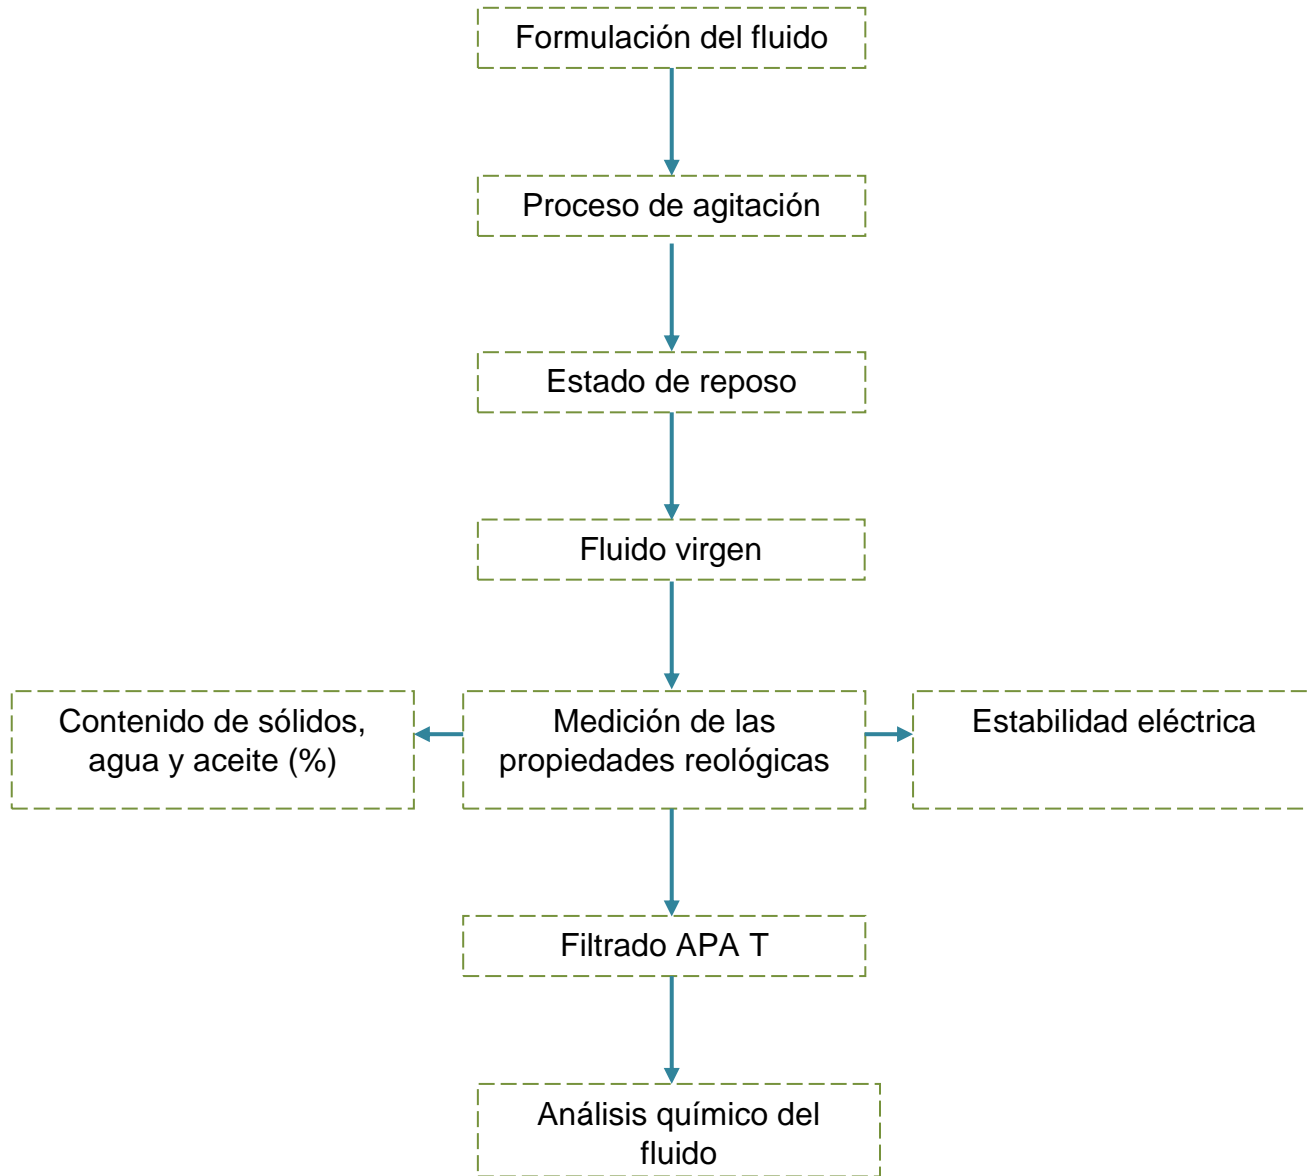 Formulación del fluido
Proceso de agitación
Estado de reposo
Fluido virgen
Contenido de sólidos,
agua y aceite (%)
Medición de las
propiedades reológicas
Estabilidad eléctrica
Filtrado APA T
Análisis químico del
fluido